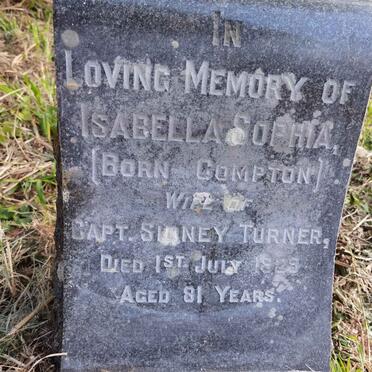 IN
LOVING MEMORY OF
ISABELLA SOPHIA,
(BORN COMPTON)
WIFE OF
CAPT. SIDNEY TURNER,
DIED 1ST JULY
AGED 81 YEARS.